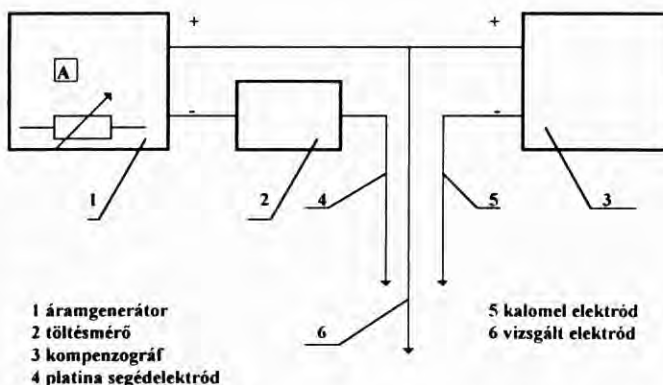 + +
A
- -
1 2 4 5 3
6
1 áramgenerátor
2 töltésmérő
3 kompenzográf
4 platina segédelektród
5 kalomel elektród
6 vizsgált elektród